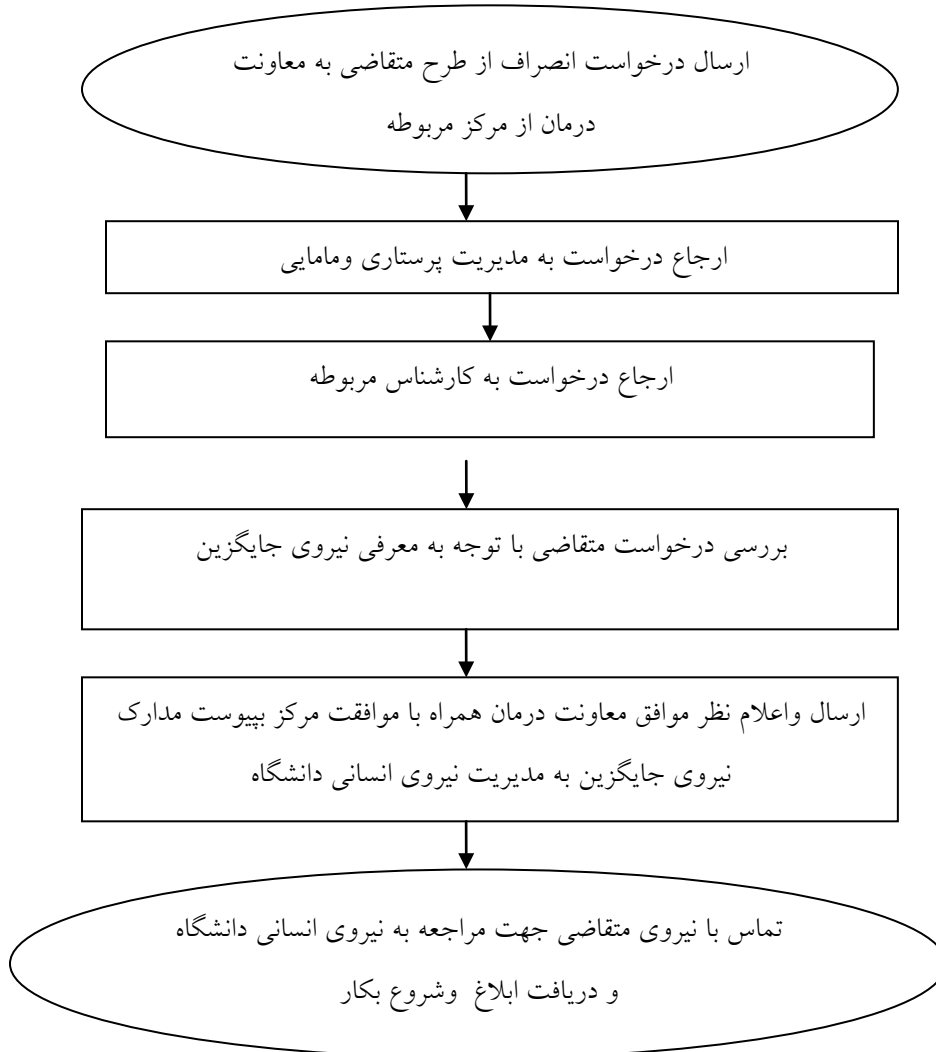 ارسال درخواست انصراف از طرح متقاضی به معاونت
درمان از مرکز مربوطه
ارجاع درخواست به مدیریت پرستاری ومامایی
ارجاع درخواست به کارشناس مربوطه
بررسی درخواست متقاضی با توجه به معرفی نیروی جایگزین
ارسال واعلام نظر موافق معاونت درمان همراه با موافقت مرکز بپیوست مدارک
نیروی جایگزین به مدیریت نیروی انسانی دانشگاه
تماس با نیروی متقاضی جهت مراجعه به نیروی انسانی دانشگاه
و دریافت ابلاغ وشروع بکار